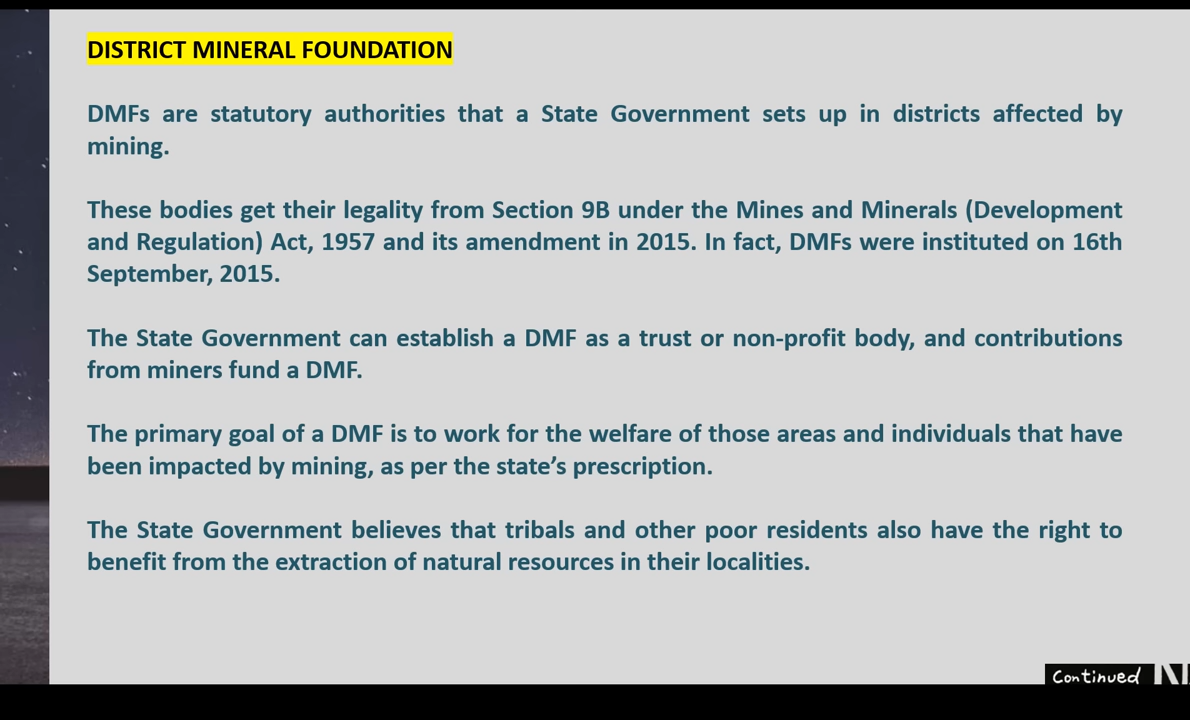 DISTRICT MINERAL FOUNDATION
DMFs are statutory authorities that a State Government sets up in districts affected by
mining.
These bodies get their legality from Section 9B under the Mines and Minerals (Development
and Regulation) Act, 1957 and its amendment in 2015. In fact, DMFs were instituted on 16th
September, 2015.
The State Government can establish a DMF as a trust or non-profit body, and contributions
from miners fund a DMF.
The primary goal of a DMF is to work for the welfare of those areas and individuals that have
been impacted by mining, as per the state’s prescription.
The State Government believes that tribals and other poor residents also have the right to
benefit from the extraction of natural resources in their localities.
Continued